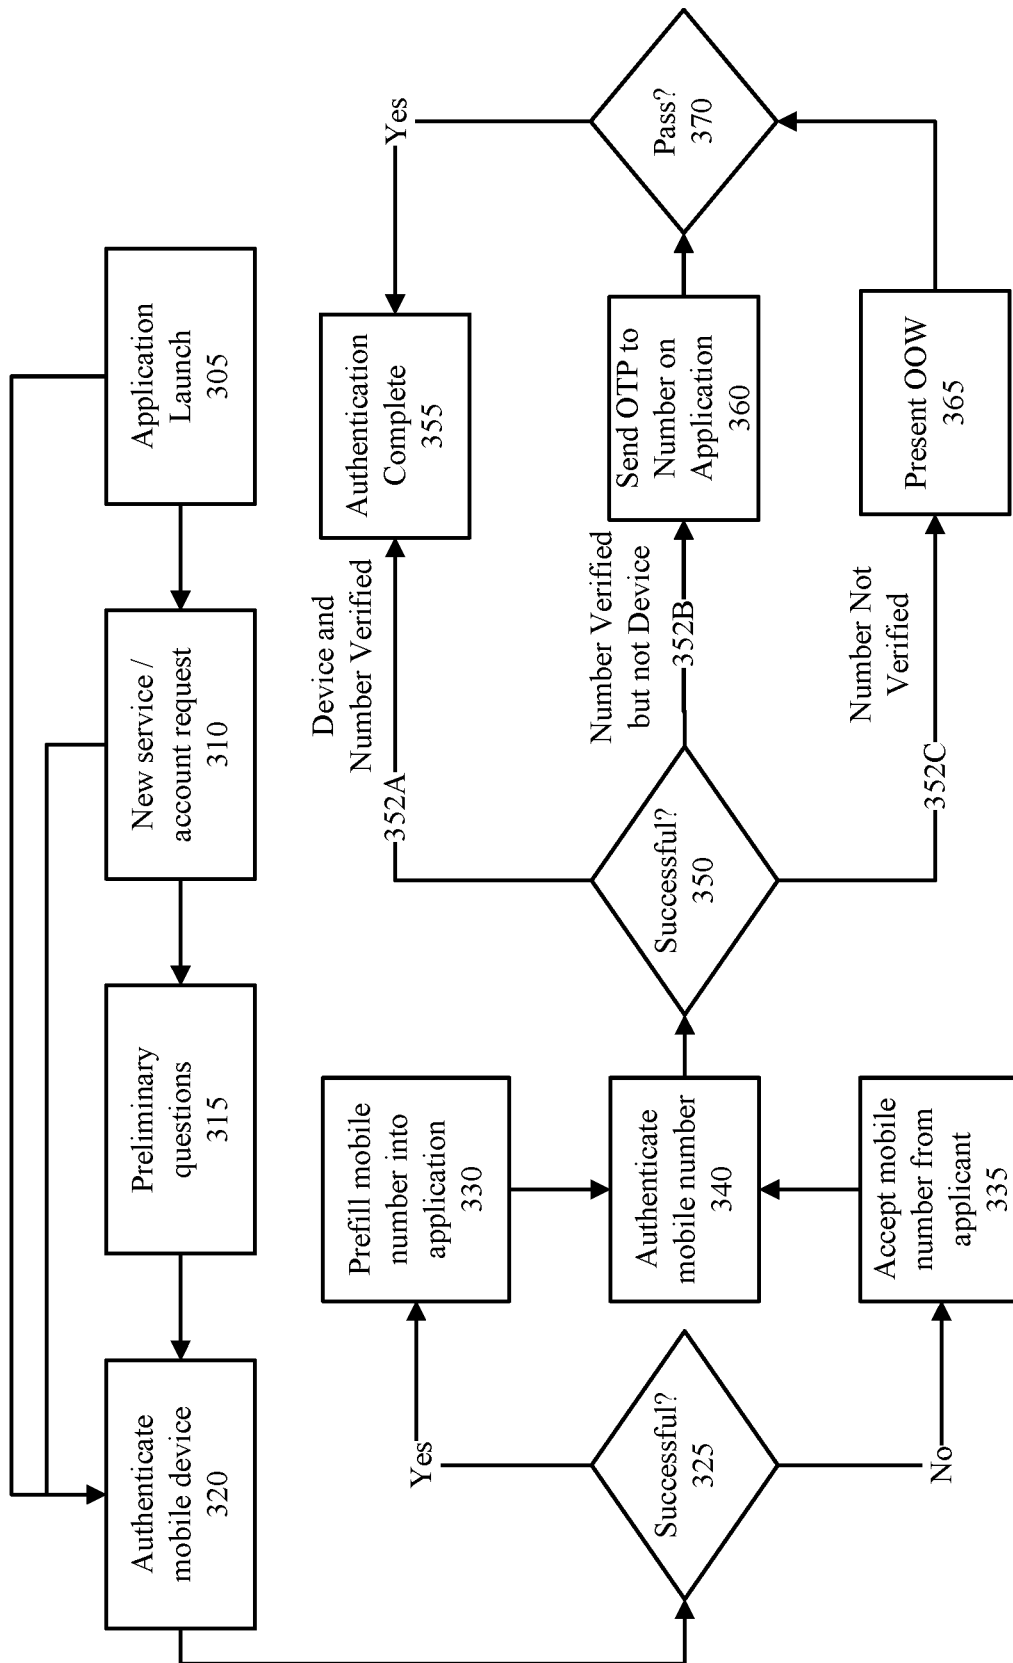 Application
Launch
305
New service /
account request
310
Preliminary
questions
315
Authenticate
mobile device
320
Successful?
325
Yes
No
Prefill mobile
number into
application
330
Accept mobile
number from
applicant
335
Authenticate
mobile number
340
Successful?
350
352A
Device and
Number Verified
352B
Number Verified
but not Device
352C
Number Not
Verified
Authentication
Complete
355
Send OTP to
Number on
Application
360
Present OOW
365
Pass?
370
Yes